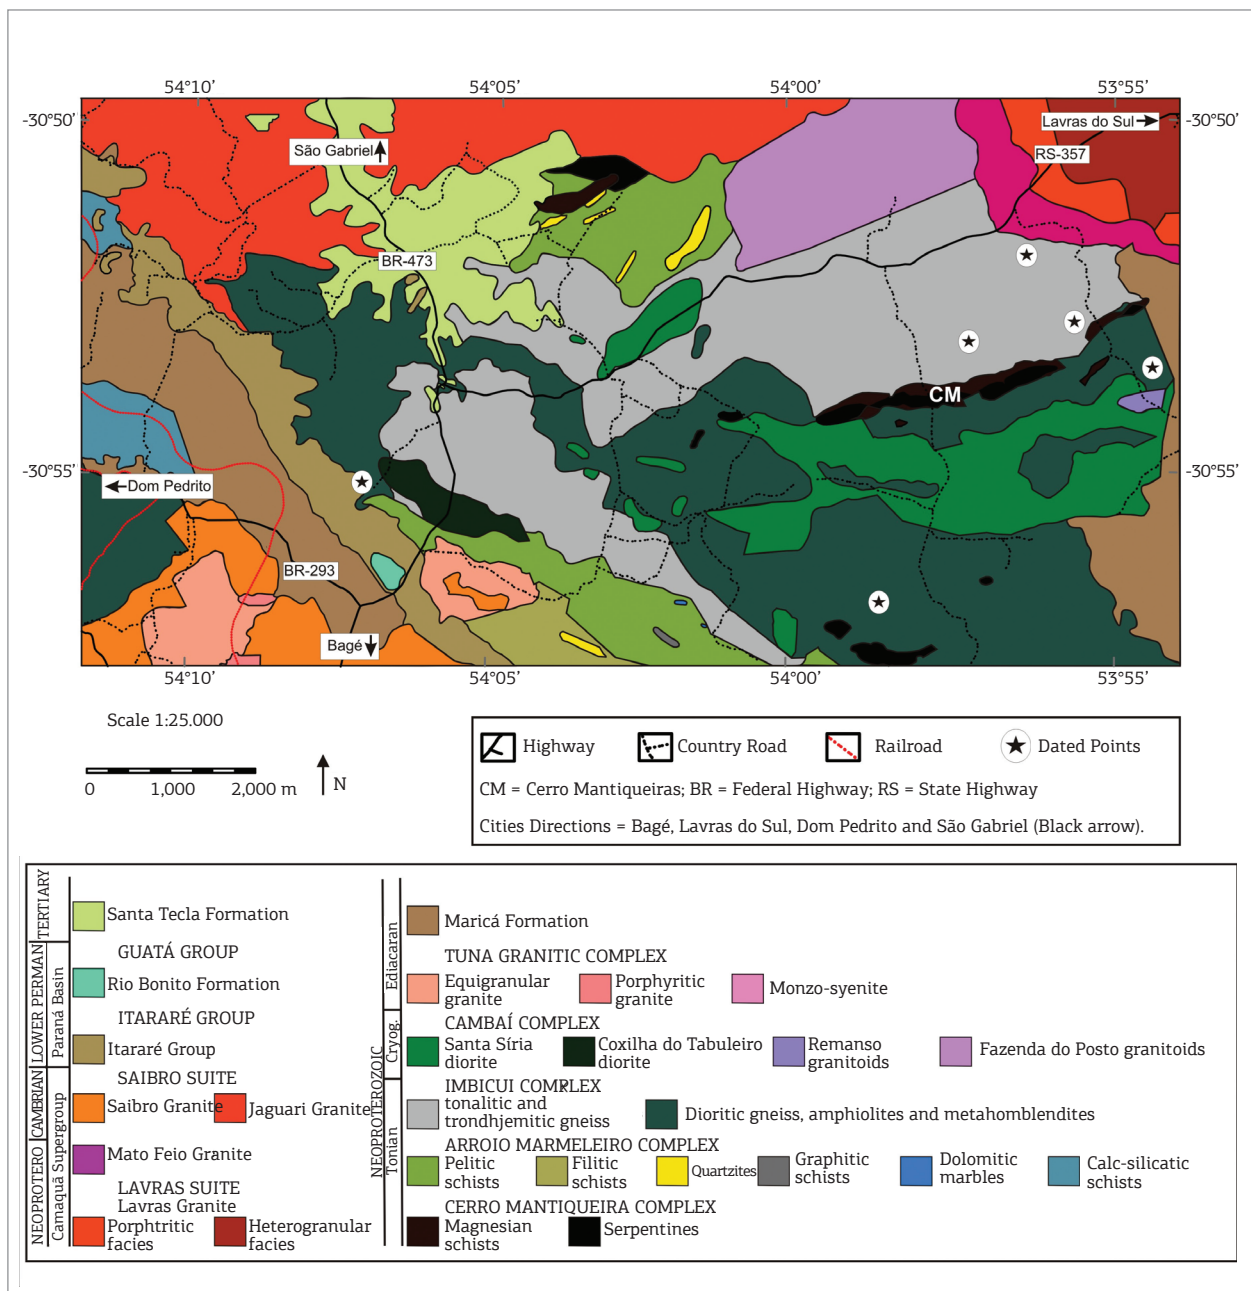 54°10’ 54°05’ 54°00’ 53°55’
-30°50’ -30°50’
Lavras do Sul
São Gabriel
RS-357
BR-473
CM
-30°55’ -30°55’
Dom Pedrito
BR-293
Bagé
54°10’ 54°05’ 54°00’ 53°55’
Scale 1:25.000
0 1,000 2,000 m
N
Highway Country Road Railroad Dated Points
CM = Cerro Mantiqueiras; BR = Federal Highway; RS = State Highway
Cities Directions = Bagé, Lavras do Sul, Dom Pedrito and São Gabriel (Black arrow).
TERTIARY
LOWER PERMAN
Paraná Basin
CAMBRIAN
NEOPROTERO
Camaquã Supergroup
Santa Tecla Formation
GUATÁ GROUP
Rio Bonito Formation
ITARARÉ GROUP
Itararé Group
SAIBRO SUITE
Saibro Granite Jaguari Granite
Mato Feio Granite
LAVRAS SUITE
Lavras Granite
Porphtritic
facies
Heterogranular
facies
NEOPROTEROZOIC
Ediacaran
Cryog.
Tonian
Maricá Formation
TUNA GRANITIC COMPLEX
Equigranular
granite
Porphyritic
granite
Monzo-syenite
CAMBAÍ COMPLEX
Santa Síria
diorite
Coxilha do Tabuleiro
diorite
Remanso
granitoids
Fazenda do Posto granitoids
IMBICUI COMPLEX
tonalitic and
trondhjemitic gneiss
Dioritic gneiss, amphiolites and metahomblendites
ARROIO MARMELEIRO COMPLEX
Pelitic
schists
Filitic
schists
Quartzites
Graphitic
schists
Dolomitic
marbles
Calc-silicatic
schists
CERRO MANTIQUEIRA COMPLEX
Magnesian
schists
Serpentines